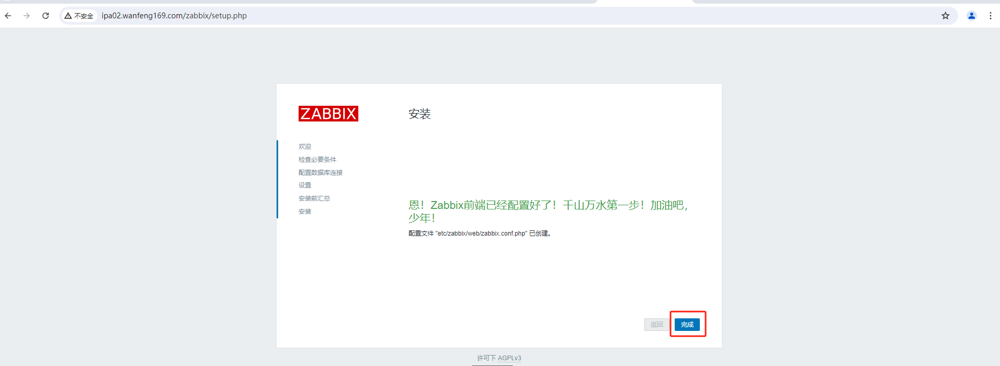 不安全 ipa02.wanfeng169.com/zabbix/setup.php
ZABBIX
安装
欢迎
检查必要条件
配置数据库连接
设置
安装前汇总
安装
恩！Zabbix前端已经配置好了！千山万水第一步！加油吧，
少年！
配置文件 "etc/zabbix/web/zabbix.conf.php" 已创建。
返回 完成
许可下 AGPLv3